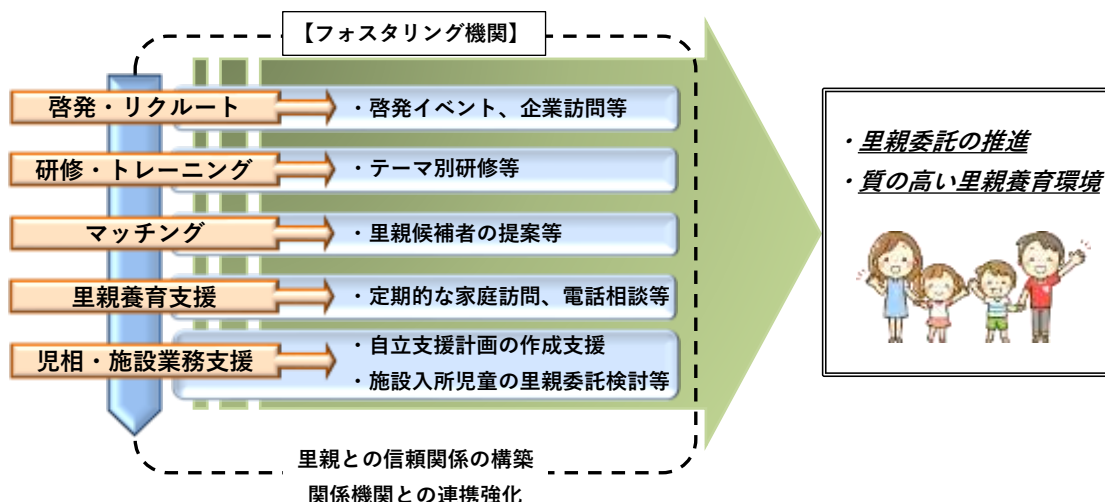 【フォスタリング機関】
啓発・リクルート
・啓発イベント、企業訪問等
研修・トレーニング
・テーマ別研修等
マッチング
・里親候補者の提案等
里親養育支援
・定期的な家庭訪問、電話相談等
児相・施設業務支援
・自立支援計画の作成支援
・施設入所児童の里親委託検討等
里親との信頼関係の構築
関係機関との連携強化
・里親委託の推進
・質の高い里親養育環境